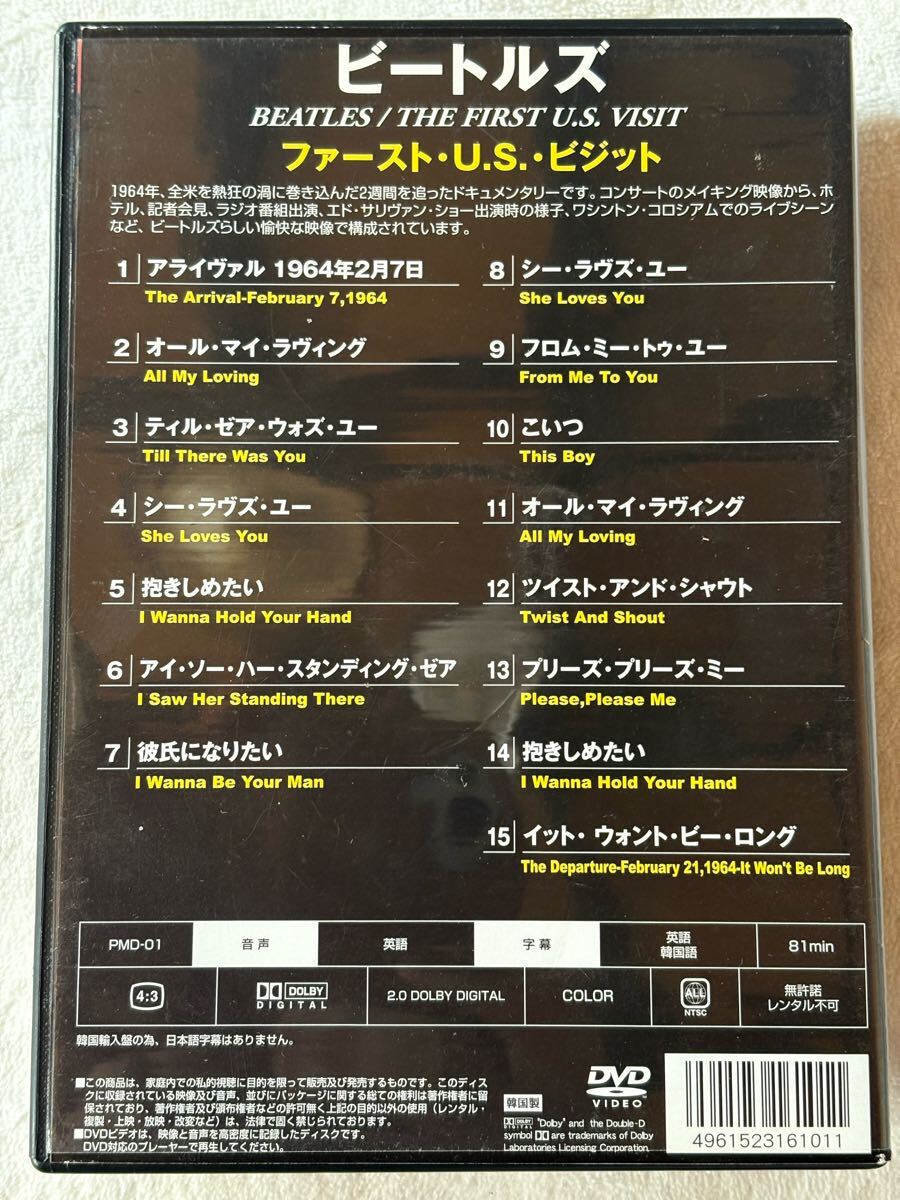 ビートルズ
BEATLES / THE FIRST U.S. VISIT
ファースト・U.S.・ビジット
1964年、全米を熱狂の渦に巻き込んだ2週間を追ったドキュメンタリーです。コンサートのメイキング映像から、ホ
テル、記者会見、ラジオ番組出演、エド・サリヴァン・ショー出演時の様子、ワシントン・コロシアムでのライブシーン
など、ビートルズらしい愉快な映像で構成されています。
1 アライヴァル 1964年2月7日
The Arrival-February 7,1964
2 オール・マイ・ラヴィング
All My Loving
3 ティル・ゼア・ウォズ・ユー
Till There Was You
4 シー・ラヴズ・ユー
She Loves You
5 抱きしめたい
I Wanna Hold Your Hand
6 アイ・ソー・ハー・スタンディング・ゼア
I Saw Her Standing There
7 彼氏になりたい
I Wanna Be Your Man
8 シー・ラヴズ・ユー
She Loves You
9 フロム・ミー・トゥ・ユー
From Me To You
10 こいつ
This Boy
11 オール・マイ・ラヴィング
All My Loving
12 ツイスト・アンド・シャウト
Twist And Shout
13 プリーズ・プリーズ・ミー
Please,Please Me
14 抱きしめたい
I Wanna Hold Your Hand
15 イット・ウォント・ビー・ロング
The Departure-February 21,1964-It Won't Be Long
PMD-01 音声 英語 字幕 英語 韓国語 81min
4:3 DOLBY DIGITAL 2.0 DOLBY DIGITAL COLOR ALL NTSC 無許諾 レンタル不可
韓国輸入盤の為、日本語字幕はありません。
■この商品は、家庭内での私的視聴に目的を限って販売及び発売するものです。このディス
クに収録されている映像及び音声、並びにパッケージに関する総ての権利は著作権者に留
保されており、著作権者及び頒布権者などの許可無く上記の目的以外の使用（レンタル・
複製・上映・放映・改変など）は、法律で固く禁じられております。
■DVDビデオは、映像と音声を高密度に記録したディスクです。
DVD対応のプレーヤーで再生してください。
DVD
VIDEO
韓国製
DOLBY DIGITAL "Dolby" and the Double-D
symbol are trademarks of Dolby
Laboratories Licensing Corporation.
4961523161011